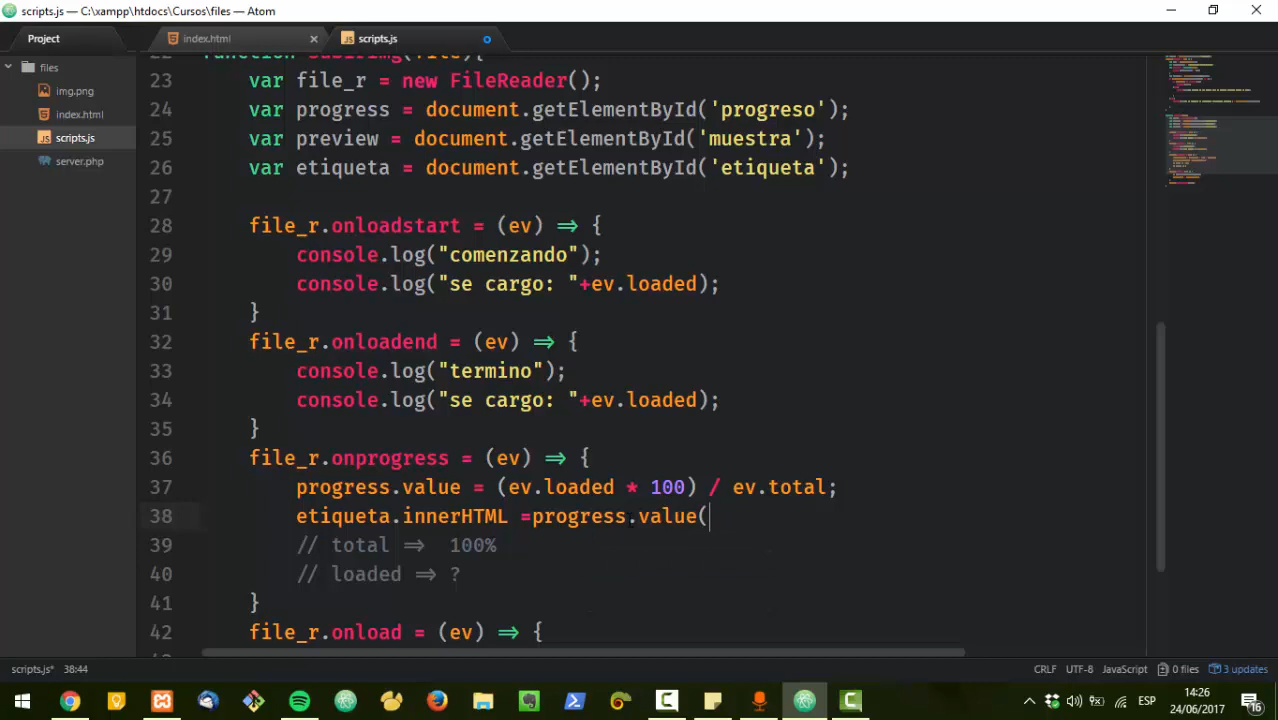 scripts.js — C:\xampp\htdocs\Cursos\files — Atom
Project
index.html
scripts.js
files
img.png
index.html
scripts.js
server.php
23 var file_r = new FileReader();
24 var progress = document.getElementById('progreso');
25 var preview = document.getElementById('muestra');
26 var etiqueta = document.getElementById('etiqueta');
27
28 file_r.onloadstart = (ev) => {
29 console.log("comenzando");
30 console.log("se cargo: "+ev.loaded);
31 }
32 file_r.onloadend = (ev) => {
33 console.log("termino");
34 console.log("se cargo: "+ev.loaded);
35 }
36 file_r.onprogress = (ev) => {
37 progress.value = (ev.loaded * 100) / ev.total;
38 etiqueta.innerHTML =progress.value(
39 // total => 100%
40 // loaded => ?
41 }
42 file_r.onload = (ev) => {
scripts.js* 38:44 CRLF UTF-8 JavaScript 0 files 3 updates
ESP
14:26
24/06/2017
16